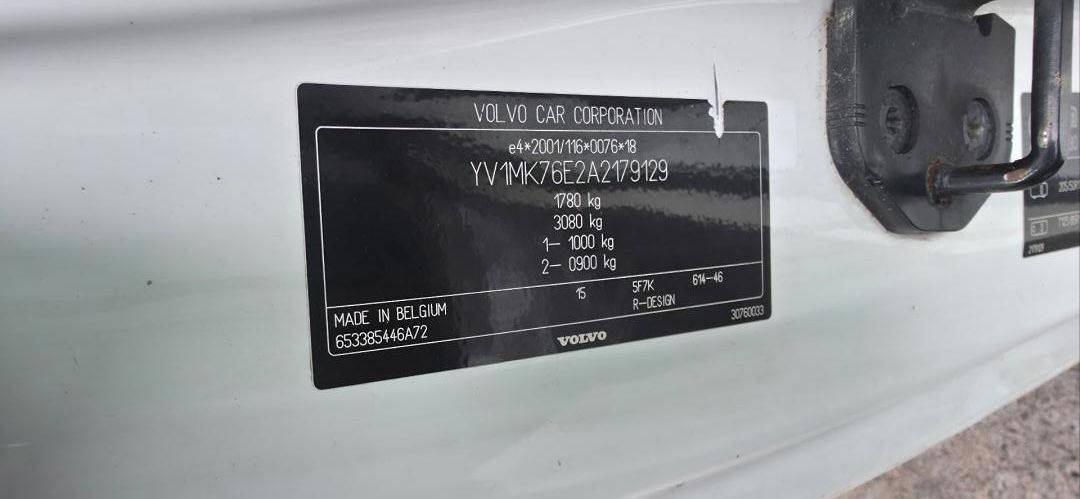 VOLVO CAR CORPORATION
e4*2001/116*0076*18
YV1MK76E2A2179129
1780 kg
3080 kg
1- 1000 kg
2- 0900 kg
15 5F7K 614-46
R-DESIGN
MADE IN BELGIUM
653385446A72
30760033
VOLVO